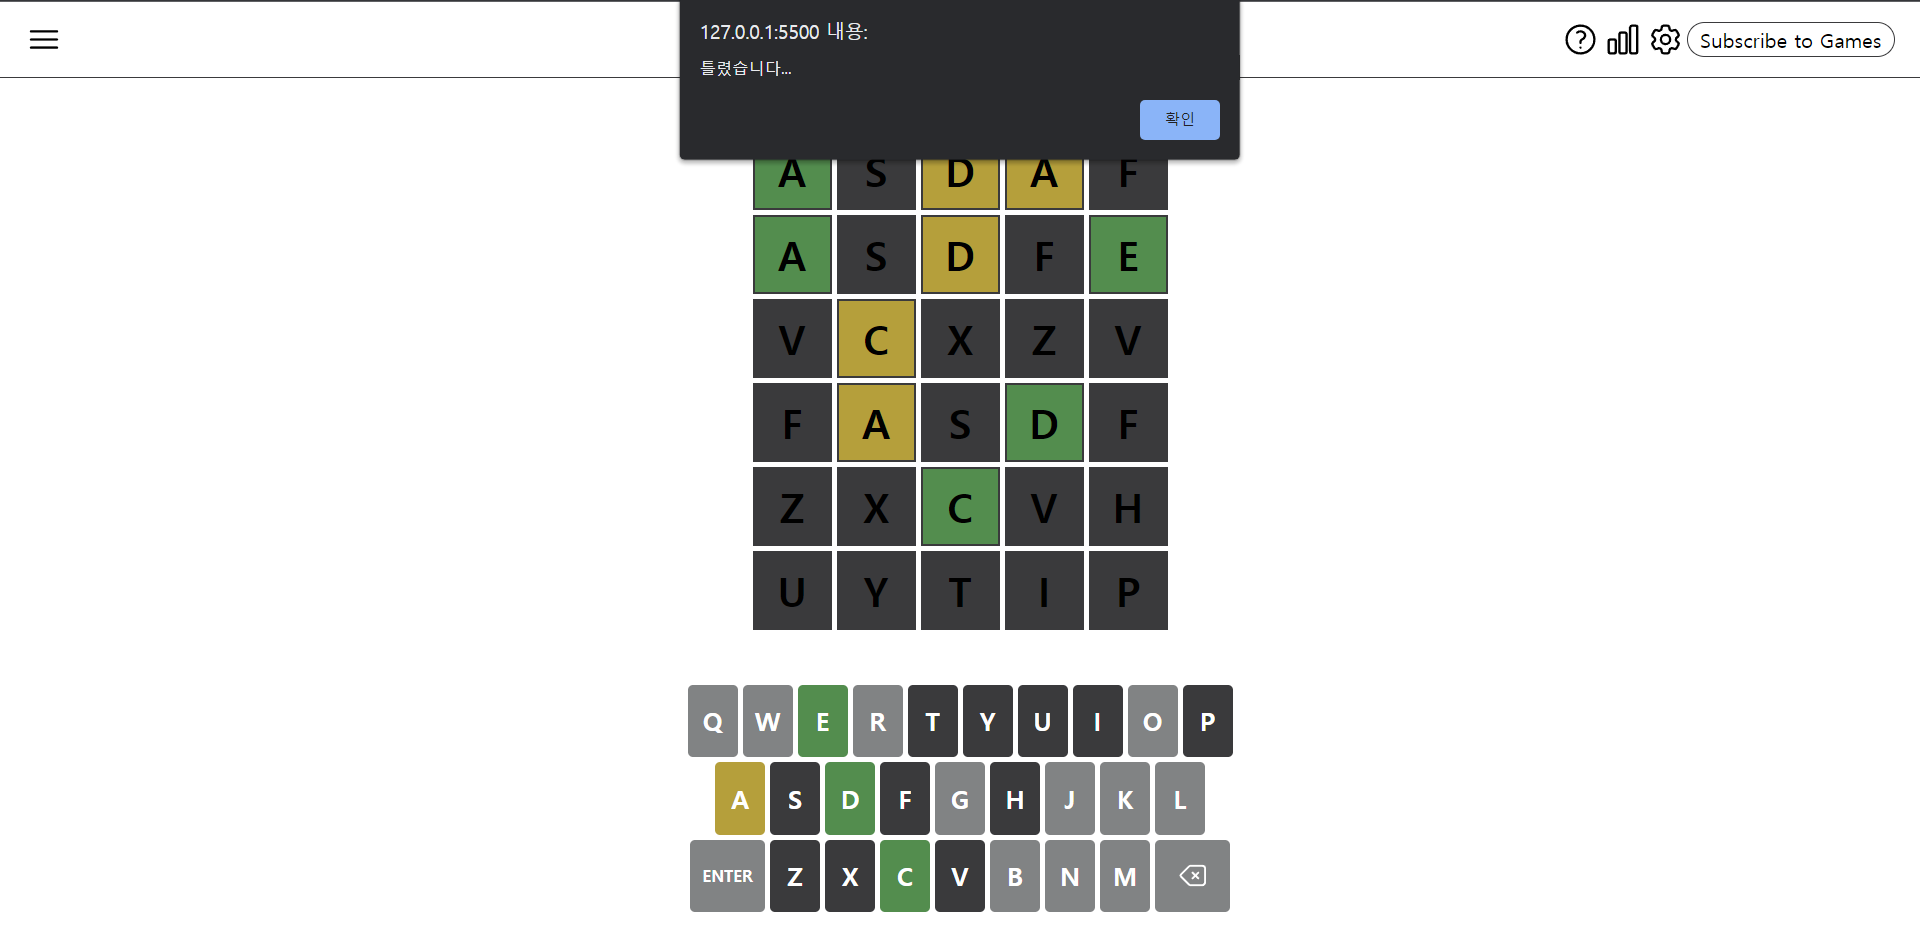 127.0.0.1:5500 내용:
틀렸습니다...
확인
Subscribe to Games
A S D A F
A S D F E
V C X Z V
F A S D F
Z X C V H
U Y T I P
Q W E R T Y U I O P
A S D F G H J K L
ENTER Z X C V B N M